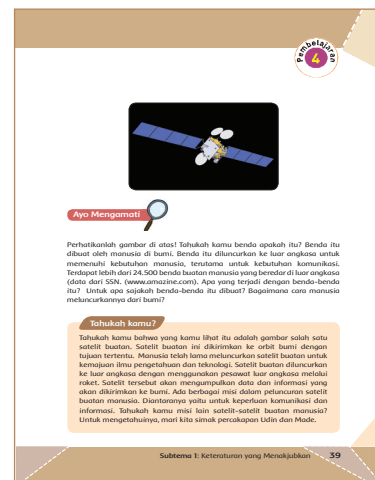 Pembelajaran
4
Ayo Mengamati
Perhatikanlah gambar di atas! Tahukah kamu benda apakah itu? Benda itu
dibuat oleh manusia di bumi. Benda itu diluncurkan ke luar angkasa untuk
memenuhi kebutuhan manusia, terutama untuk kebutuhan komunikasi.
Terdapat lebih dari 24.500 benda buatan manusia yang beredar di luar angkasa
(data dari SSN. (www.amazine.com). Apa yang terjadi dengan benda-benda
itu? Untuk apa sajakah benda-benda itu dibuat? Bagaimana cara manusia
meluncurkannya dari bumi?
Tahukah kamu?
Tahukah kamu bahwa yang kamu lihat itu adalah gambar salah satu
satelit buatan. Satelit buatan ini dikirimkan ke orbit bumi dengan
tujuan tertentu. Manusia telah lama meluncurkan satelit buatan untuk
kemajuan ilmu pengetahuan dan teknologi. Satelit buatan diluncurkan
ke luar angkasa dengan menggunakan pesawat luar angkasa melalui
roket. Satelit tersebut akan mengumpulkan data dan informasi yang
akan dikirimkan ke bumi. Ada berbagai misi dalam peluncuran satelit
buatan manusia. Diantaranya yaitu untuk keperluan komunikasi dan
informasi. Tahukah kamu misi lain satelit-satelit buatan manusia?
Untuk mengetahuinya, mari kita simak percakapan Udin dan Made.
Subtema 1: Keteraturan yang Menakjubkan 39